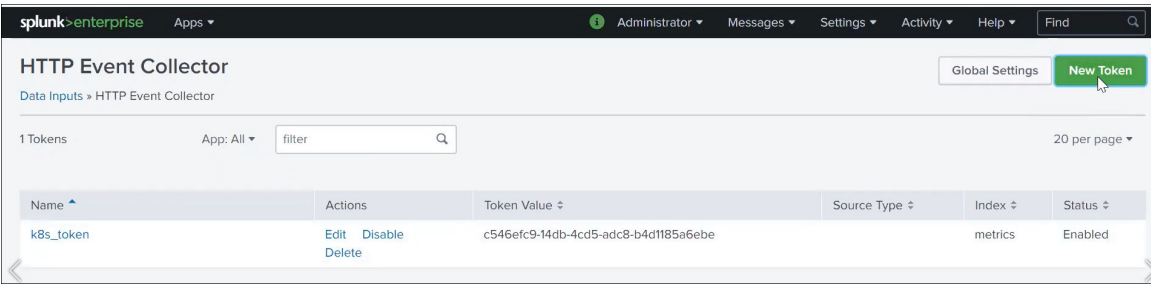 splunk>enterprise Apps Administrator Messages Settings Activity Help Find
HTTP Event Collector Global Settings New Token
Data Inputs » HTTP Event Collector
1 Tokens App: All filter 20 per page
Name Actions Token Value Source Type Index Status
k8s_token Edit Disable c546efc9-14db-4cd5-adc8-b4d1185a6ebe metrics Enabled
Delete